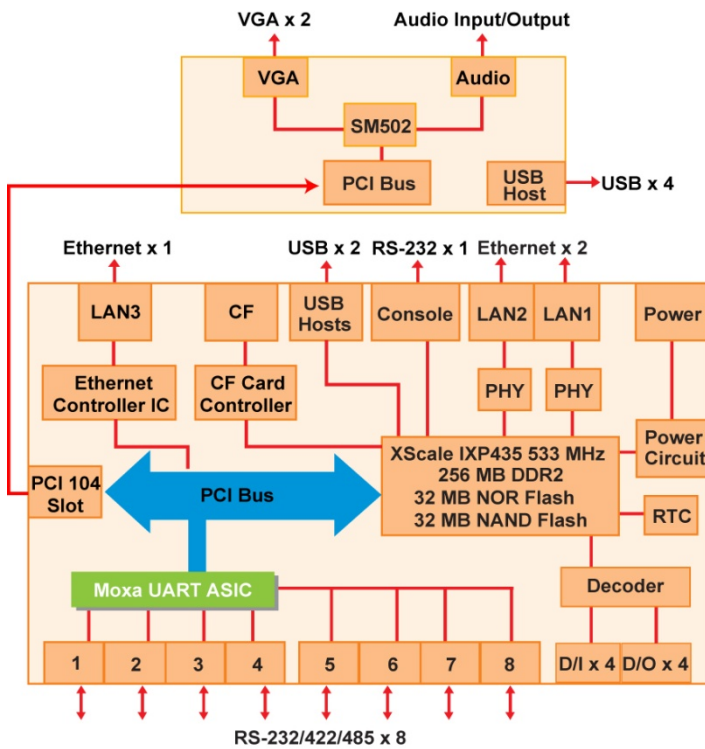 VGA x 2
Audio Input/Output
VGA
Audio
SM502
PCI Bus
USB
Host
USB x 4
Ethernet x 1
USB x 2
RS-232 x 1
Ethernet x 2
LAN3
CF
USB
Hosts
Console
LAN2
LAN1
Power
Ethernet
Controller IC
CF Card
Controller
PHY
PHY
Power
Circuit
XScale IXP435 533 MHz
256 MB DDR2
32 MB NOR Flash
32 MB NAND Flash
PCI 104
Slot
PCI Bus
RTC
Moxa UART ASIC
Decoder
1
2
3
4
5
6
7
8
D/I x 4
D/O x 4
RS-232/422/485 x 8